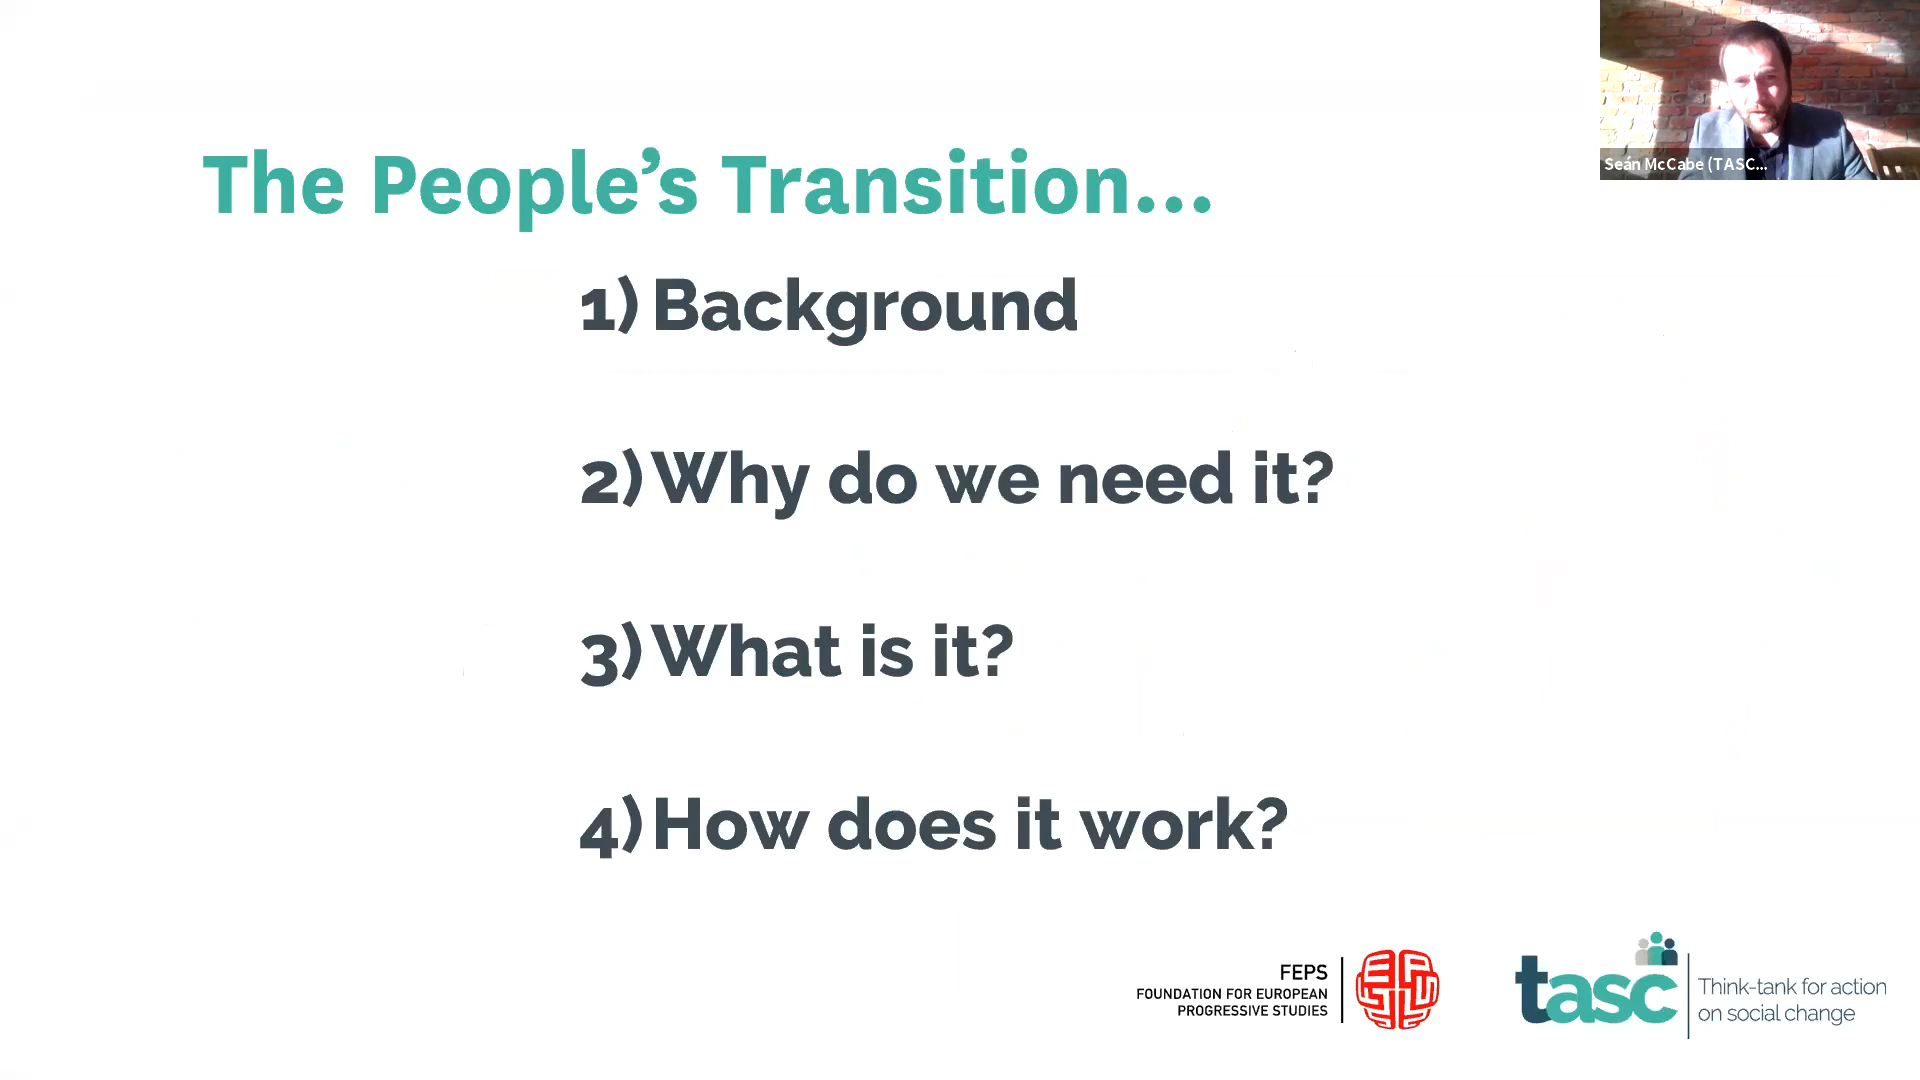 Seán McCabe (TASC...
The People’s Transition...
1) Background
2) Why do we need it?
3) What is it?
4) How does it work?
FEPS
FOUNDATION FOR EUROPEAN
PROGRESSIVE STUDIES
tasc
Think-tank for action
on social change